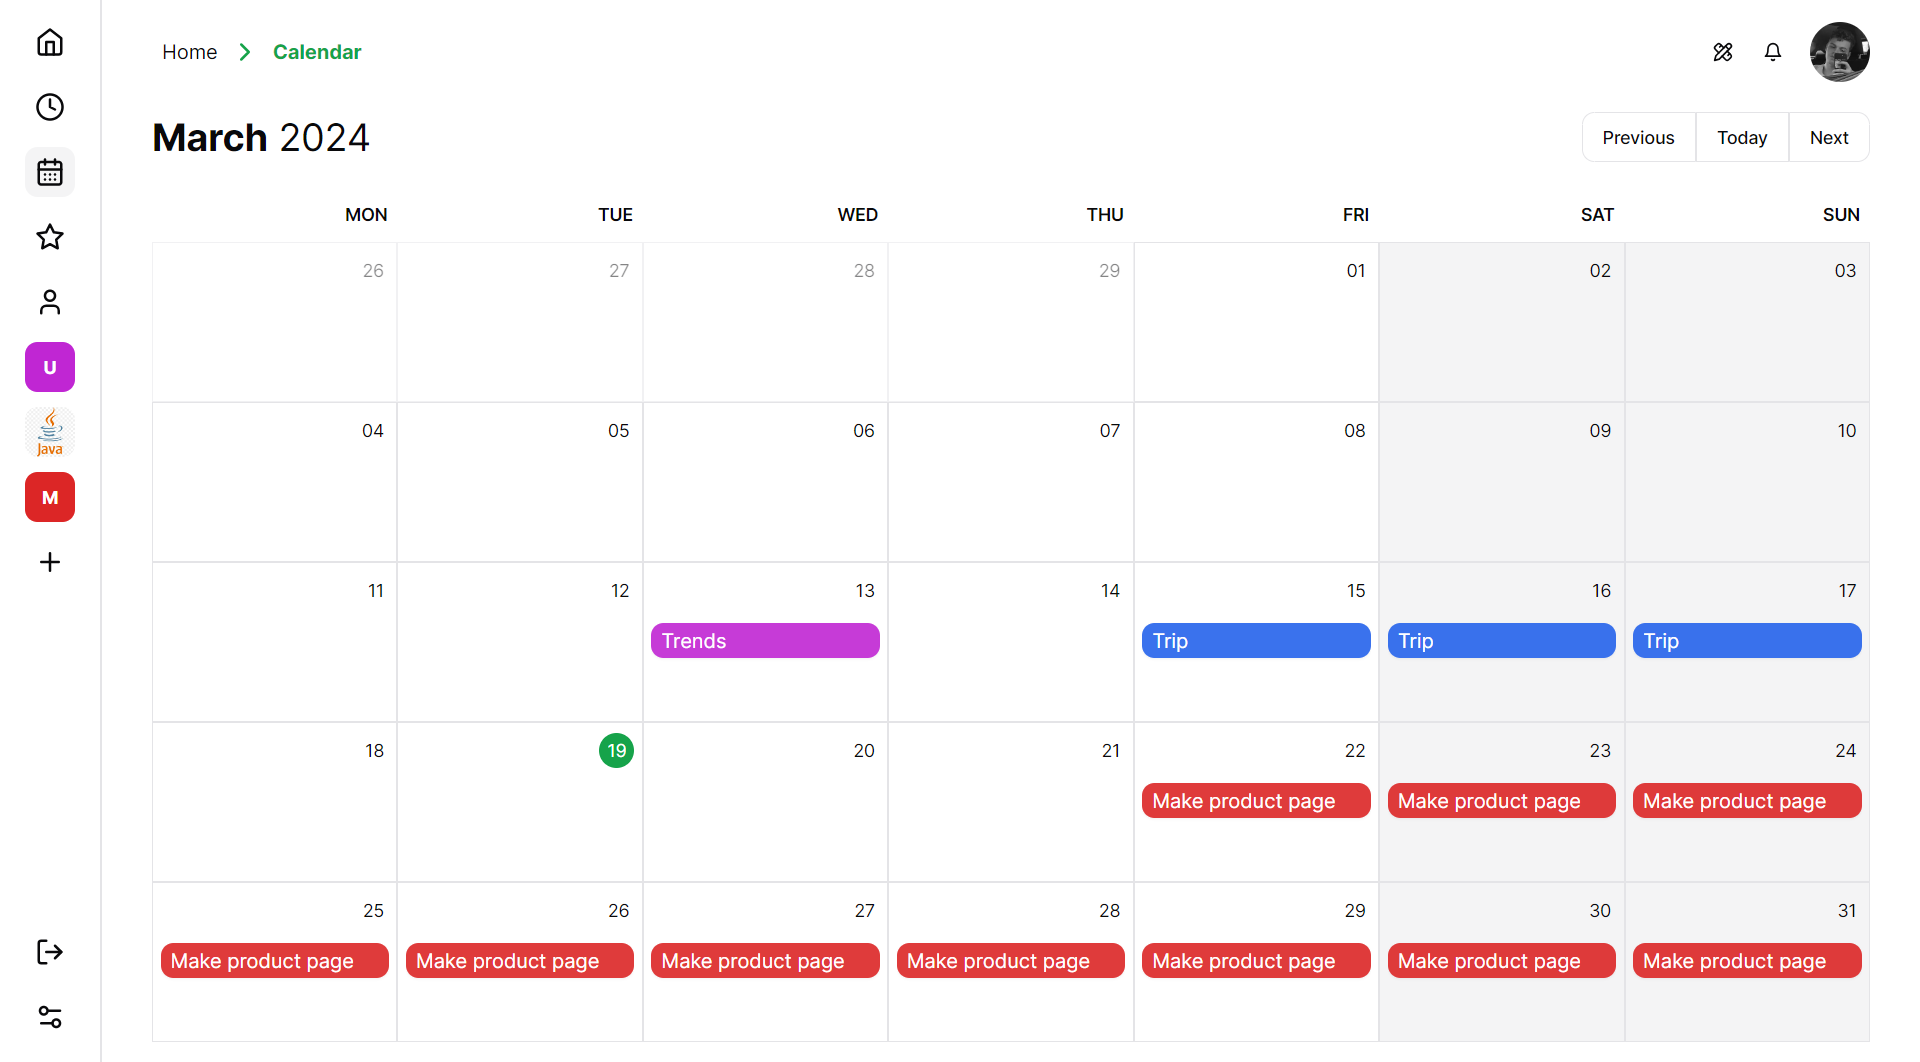 Home Calendar
March 2024
Previous Today Next
MON TUE WED THU FRI SAT SUN
26 27 28 29 01 02 03
04 05 06 07 08 09 10
11 12 13 14 15 16 17
Trends Trip Trip Trip
18 19 20 21 22 23 24
Make product page Make product page Make product page
25 26 27 28 29 30 31
Make product page Make product page Make product page Make product page Make product page Make product page Make product page
U
Java
M